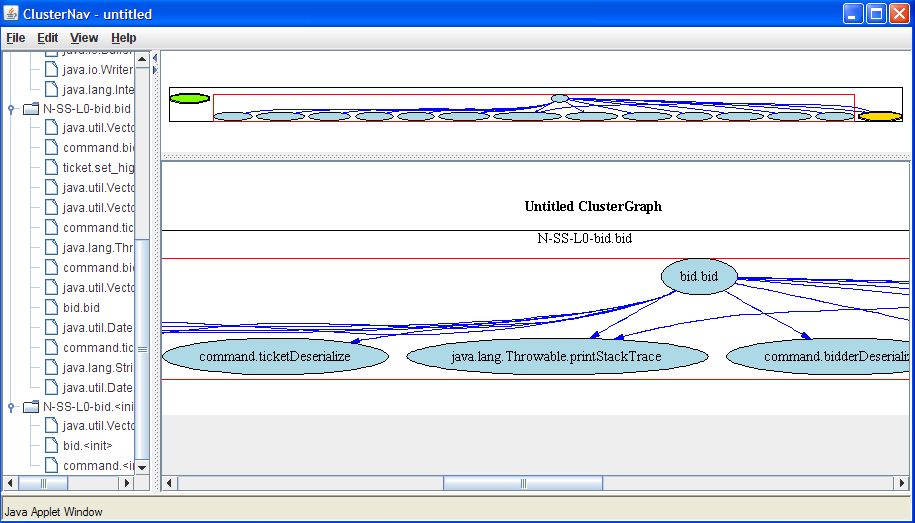 ClusterNav - untitled
File Edit View Help
java.io.Writer
java.lang.Inte
N-SS-L0-bid.bid
java.util.Vecto
command.bi
ticket.set_hig
java.util.Vecto
java.util.Vecto
command.tic
java.lang.Thr
command.bi
java.util.Vecto
bid.bid
java.util.Date
command.tic
java.lang.Stri
java.util.Date
N-SS-L0-bid.<ini
java.util.Vecto
bid.<init>
command.<ir
Untitled ClusterGraph
N-SS-L0-bid.bid
bid.bid
command.ticketDeserialize
java.lang.Throwable.printStackTrace
command.bidderDeserializ
Java Applet Window